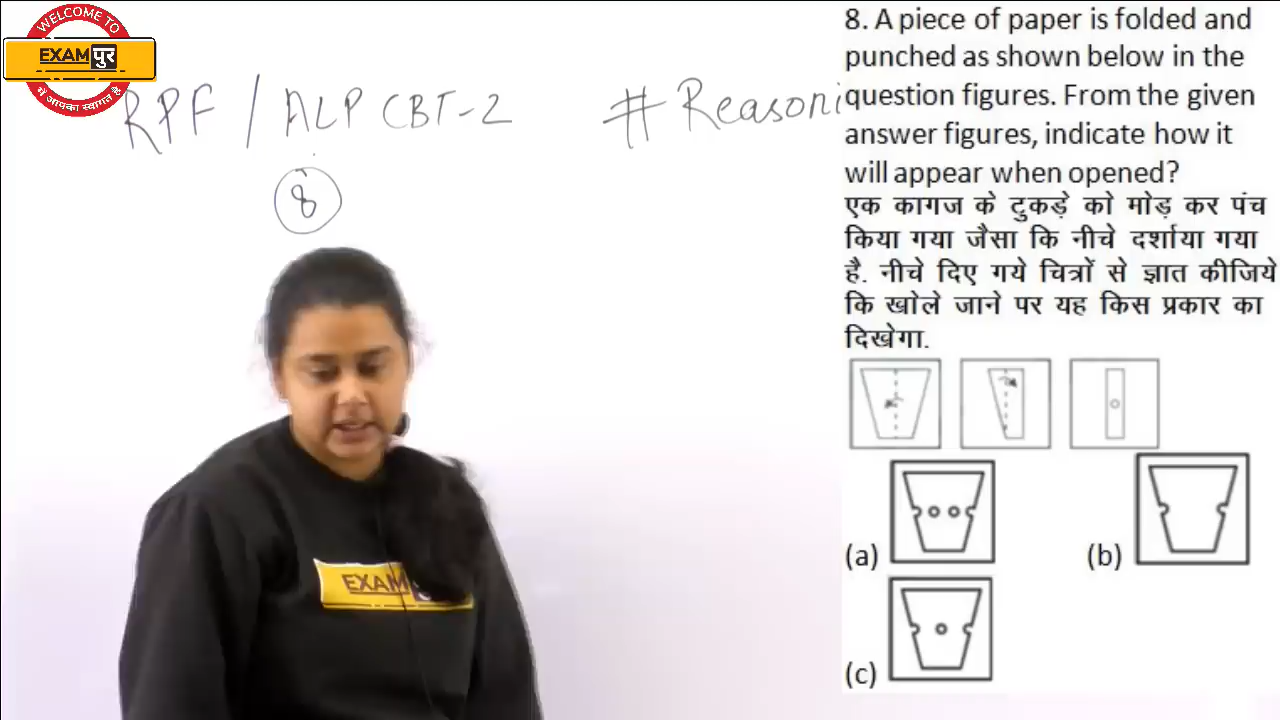 WELCOME TO
EXAMपुर
में आपका स्वागत है
RPF / ALP CBT-2 # Reasoni
8
EXAM
8. A piece of paper is folded and
punched as shown below in the
question figures. From the given
answer figures, indicate how it
will appear when opened?
एक कागज के टुकड़े को मोड़ कर पंच
किया गया जैसा कि नीचे दर्शाया गया
है. नीचे दिए गये चित्रों से ज्ञात कीजिये
कि खोले जाने पर यह किस प्रकार का
दिखेगा.
(a) (b)
(c)